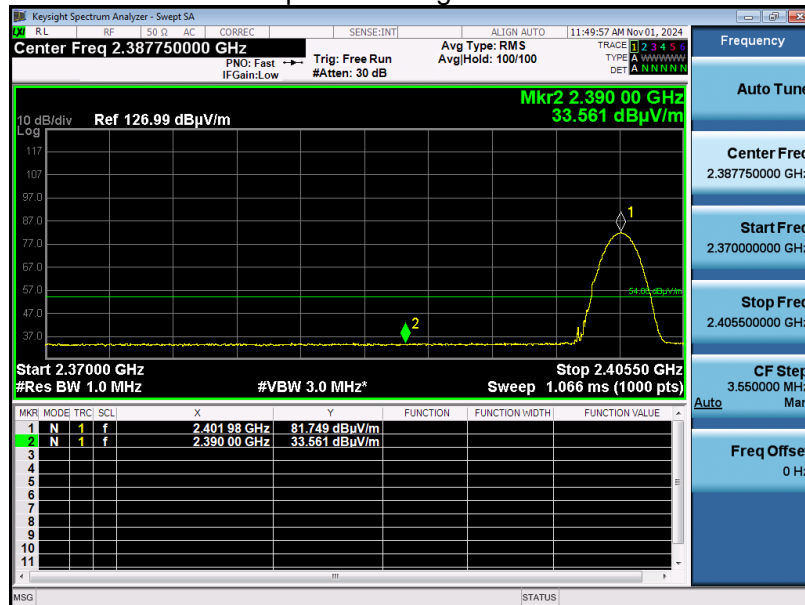 Keysight Spectrum Analyzer - Swept SA
LXI RL RF 50 Ω AC CORREC SENSE:INT ALIGN AUTO 11:49:57 AM Nov 01, 2024
Center Freq 2.387750000 GHz
PNO: Fast
IFGain:Low
Trig: Free Run
#Atten: 30 dB
Avg Type: RMS
Avg|Hold: 100/100
TRACE 1 2 3 4 5 6
TYPE A WWWWW
DET A N N N N N
Mkr2 2.390 00 GHz
33.561 dBµV/m
10 dB/div Ref 126.99 dBµV/m
Log
117
107
97.0
87.0
77.0
67.0
57.0
47.0
37.0
1
2
54.00 dBµV/m
Start 2.37000 GHz Stop 2.40550 GHz
#Res BW 1.0 MHz #VBW 3.0 MHz* Sweep 1.066 ms (1000 pts)
MKR MODE TRC SCL X Y FUNCTION FUNCTION WIDTH FUNCTION VALUE
1 N 1 f 2.401 98 GHz 81.749 dBµV/m
2 N 1 f 2.390 00 GHz 33.561 dBµV/m
3
4
5
6
7
8
9
10
11
MSG STATUS
Frequency
Auto Tune
Center Freq
2.387750000 GHz
Start Freq
2.370000000 GHz
Stop Freq
2.405500000 GHz
CF Step
3.550000 MHz
Auto Man
Freq Offset
0 Hz